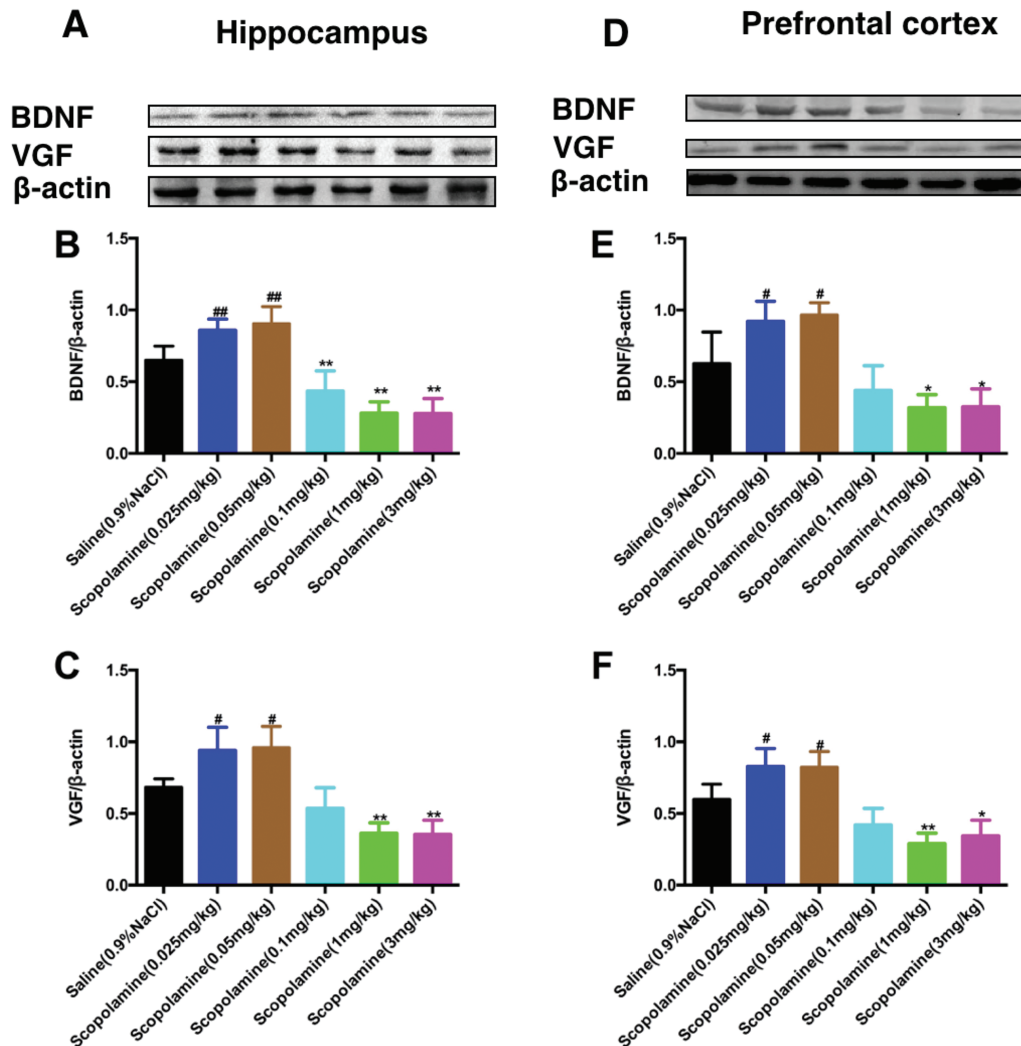 A
Hippocampus
BDNF
VGF
β-actin
D
Prefrontal cortex
BDNF
VGF
β-actin
B
BDNF/β-actin
1.5
1.0
0.5
0.0
##
##
**
**
**
Saline(0.9%NaCl)
Scopolamine(0.025mg/kg)
Scopolamine(0.05mg/kg)
Scopolamine(0.1mg/kg)
Scopolamine(1mg/kg)
Scopolamine(3mg/kg)
E
BDNF/β-actin
1.5
1.0
0.5
0.0
#
#
*
*
Saline(0.9%NaCl)
Scopolamine(0.025mg/kg)
Scopolamine(0.05mg/kg)
Scopolamine(0.1mg/kg)
Scopolamine(1mg/kg)
Scopolamine(3mg/kg)
C
VGF/β-actin
1.5
1.0
0.5
0.0
#
#
**
**
Saline(0.9%NaCl)
Scopolamine(0.025mg/kg)
Scopolamine(0.05mg/kg)
Scopolamine(0.1mg/kg)
Scopolamine(1mg/kg)
Scopolamine(3mg/kg)
F
VGF/β-actin
1.5
1.0
0.5
0.0
#
#
**
*
Saline(0.9%NaCl)
Scopolamine(0.025mg/kg)
Scopolamine(0.05mg/kg)
Scopolamine(0.1mg/kg)
Scopolamine(1mg/kg)
Scopolamine(3mg/kg)